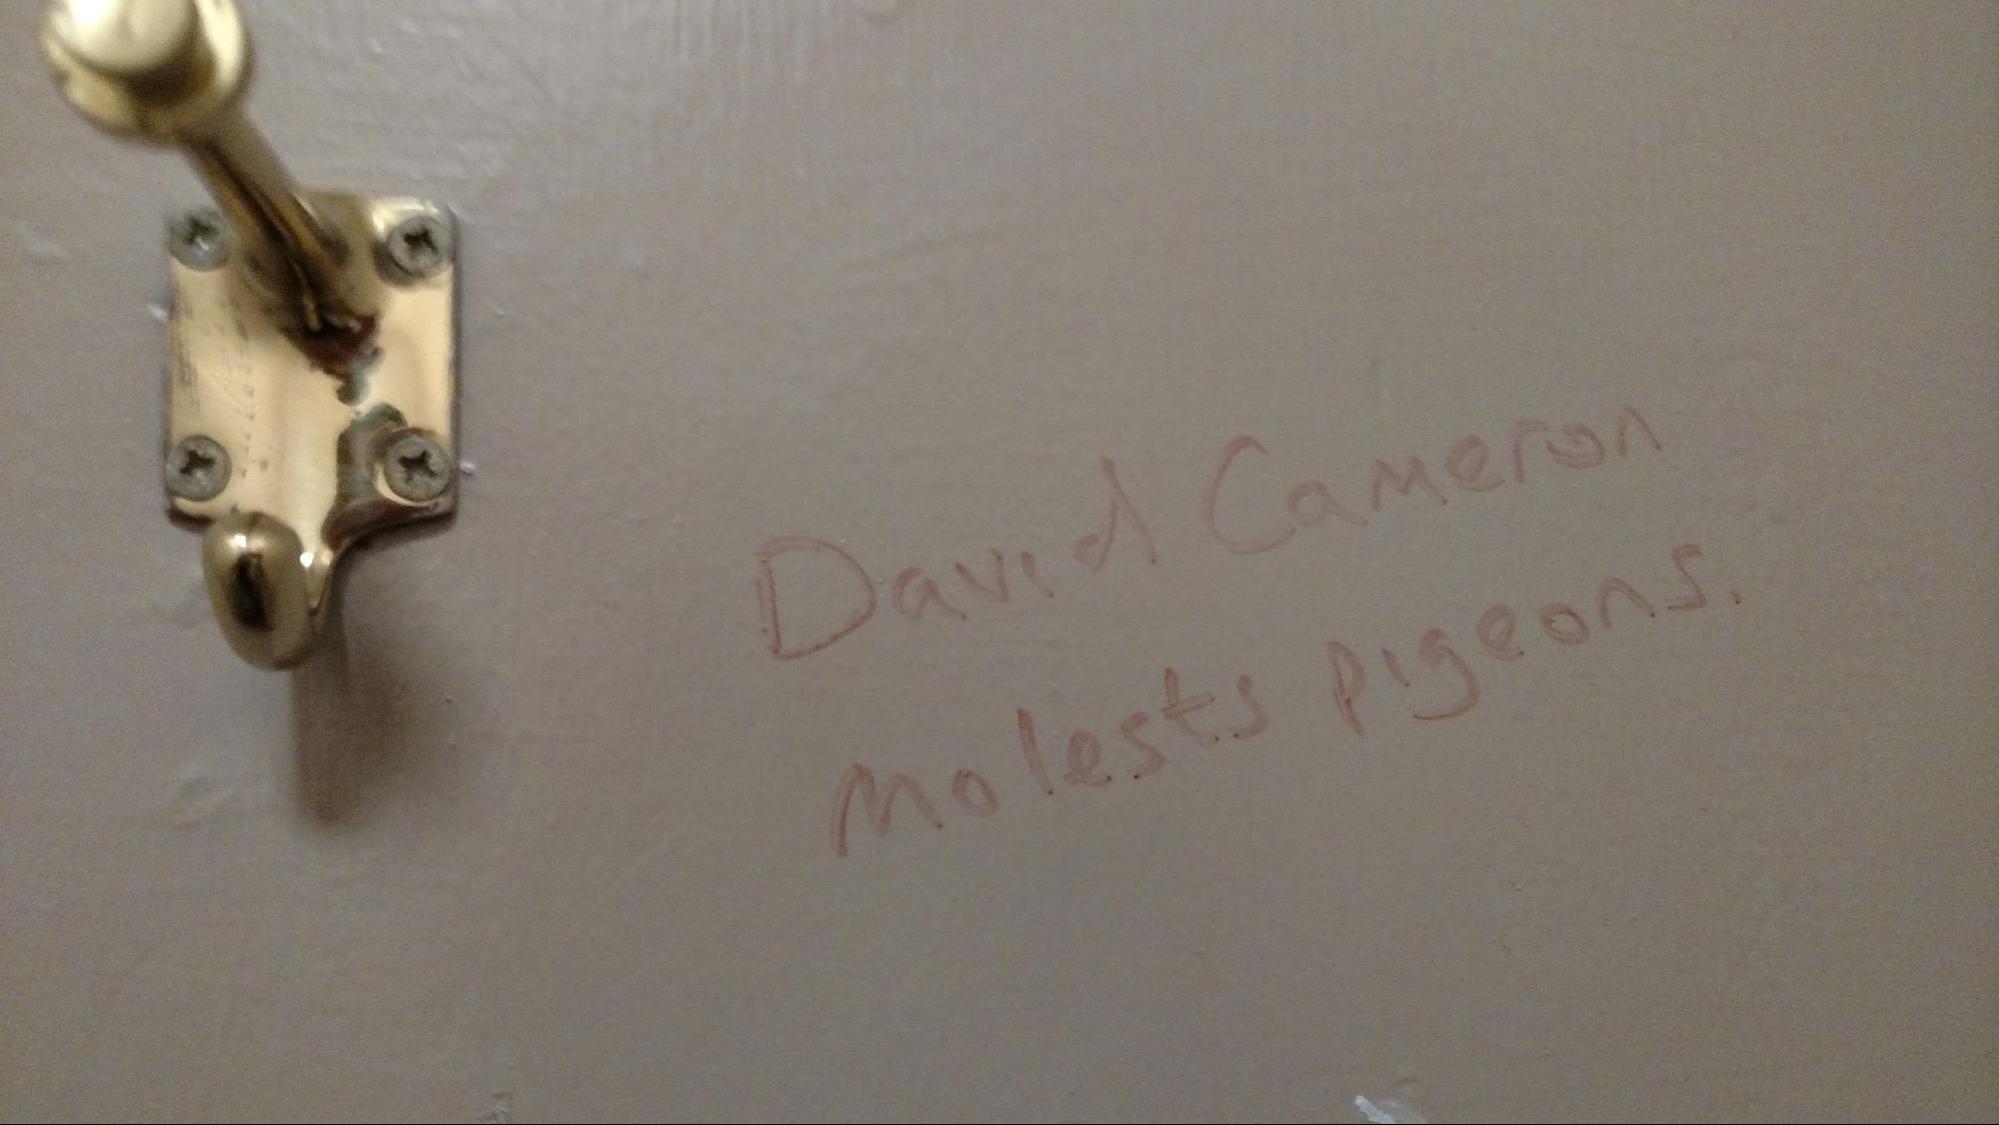 David Cameron
Molests pigeons.